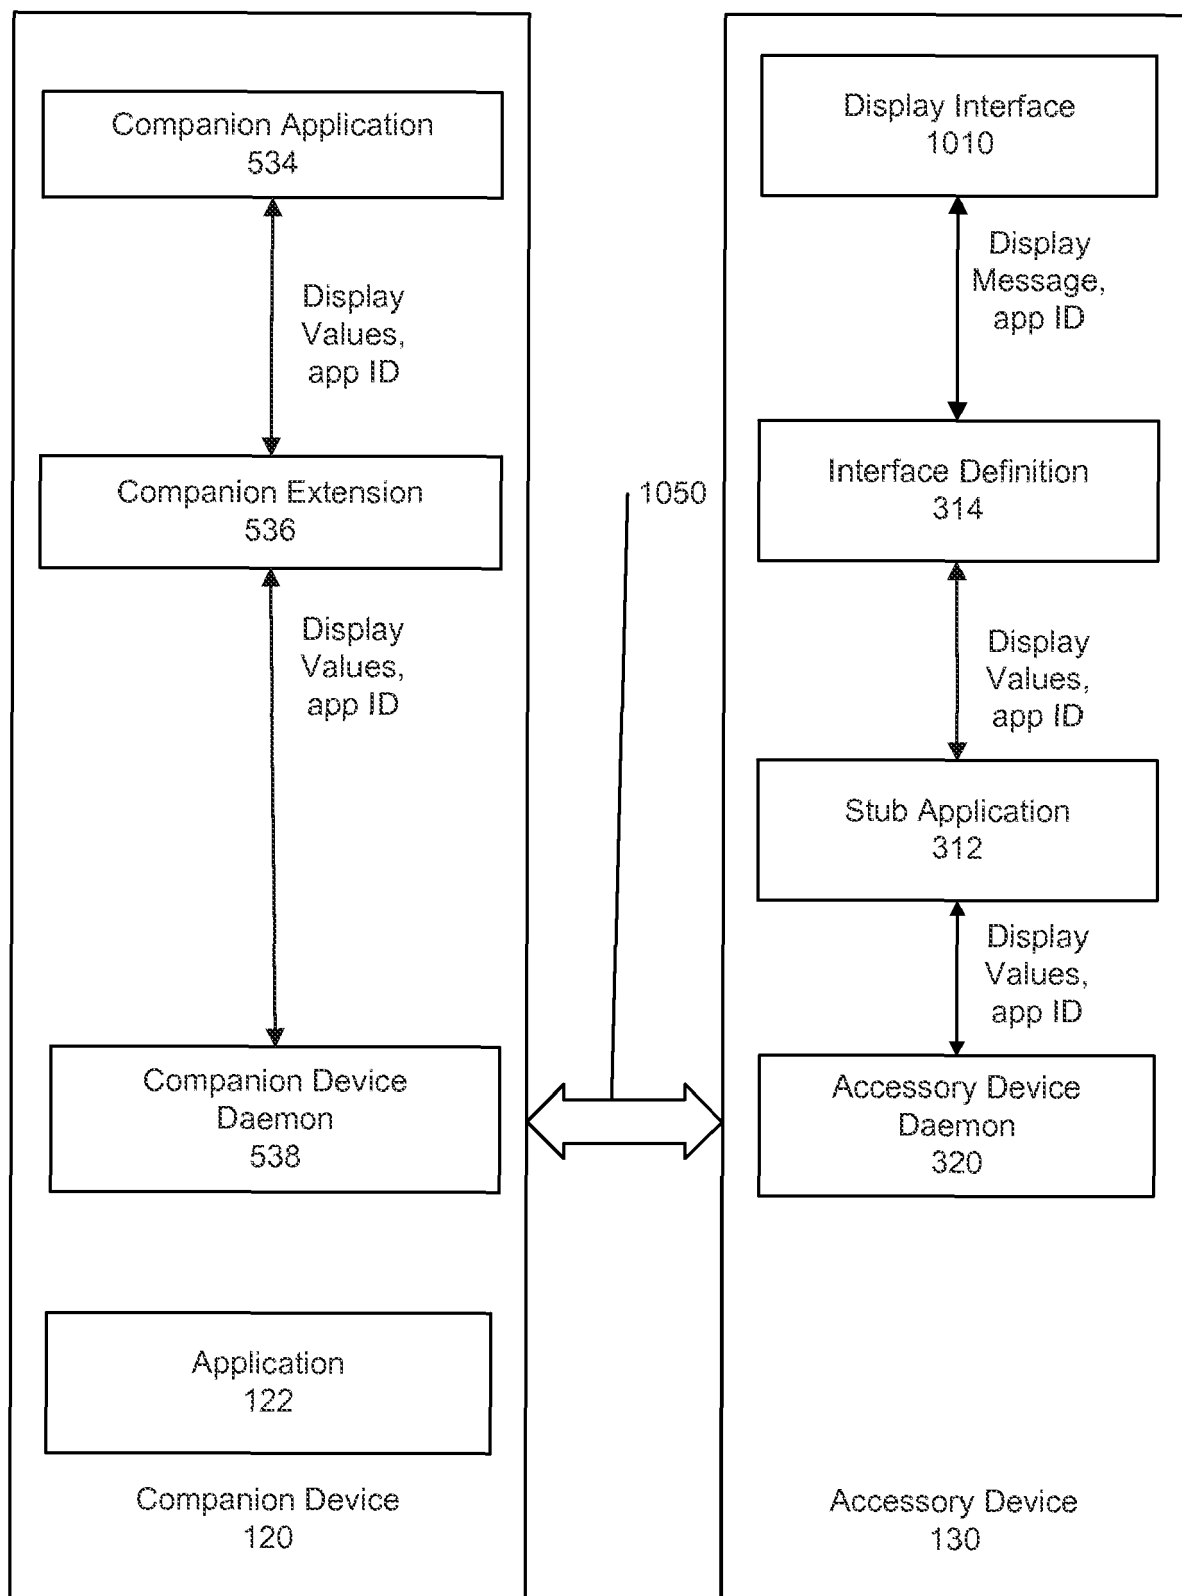 Companion Application
534
Display
Values,
app ID
Companion Extension
536
Display
Values,
app ID
Companion Device
Daemon
538
Application
122
Companion Device
120
1050
Display Interface
1010
Display
Message,
app ID
Interface Definition
314
Display
Values,
app ID
Stub Application
312
Display
Values,
app ID
Accessory Device
Daemon
320
Accessory Device
130